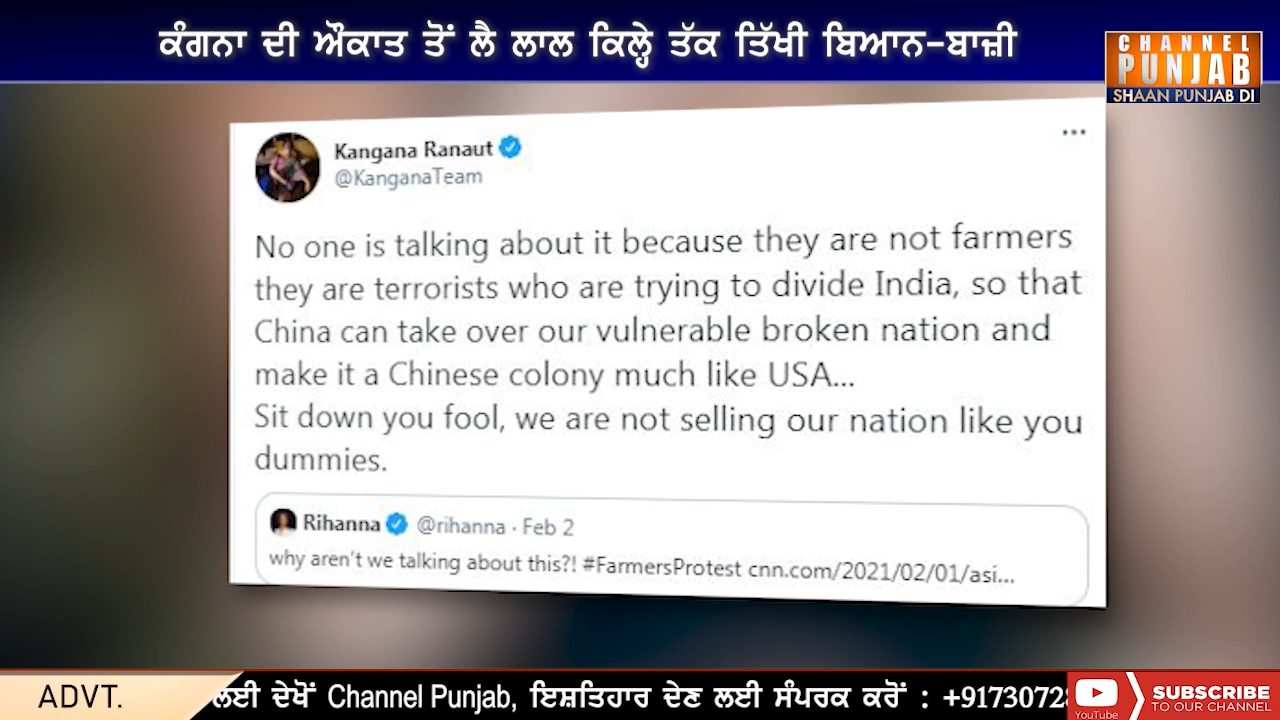 ਕੰਗਨਾ ਦੀ ਔਕਾਤ ਤੋਂ ਲੈ ਲਾਲ ਕਿਲ੍ਹੇ ਤੱਕ ਤਿੱਖੀ ਬਿਆਨ-ਬਾਜ਼ੀ
CHANNEL
PUNJAB
SHAAN PUNJAB DI
Kangana Ranaut
@KanganaTeam
No one is talking about it because they are not farmers
they are terrorists who are trying to divide India, so that
China can take over our vulnerable broken nation and
make it a Chinese colony much like USA...
Sit down you fool, we are not selling our nation like you
dummies.
Rihanna @rihanna · Feb 2
why aren't we talking about this?! #FarmersProtest cnn.com/2021/02/01/asi...
ADVT.
ਲਈ ਦੇਖੋਂ Channel Punjab, ਇਸ਼ਤਿਹਾਰ ਦੇਣ ਲਈ ਸੰਪਰਕ ਕਰੋਂ : +9173072
YouTube
SUBSCRIBE
TO OUR CHANNEL